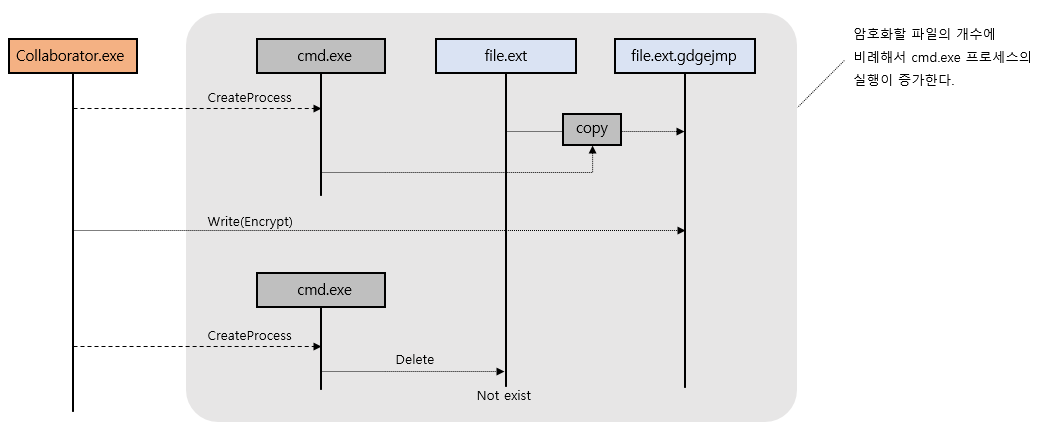 암호화할 파일의 개수에
비례해서 cmd.exe 프로세스의
실행이 증가한다.
Collaborator.exe
cmd.exe
file.ext
file.ext.gdgejmp
CreateProcess
copy
Write(Encrypt)
cmd.exe
CreateProcess
Delete
Not exist